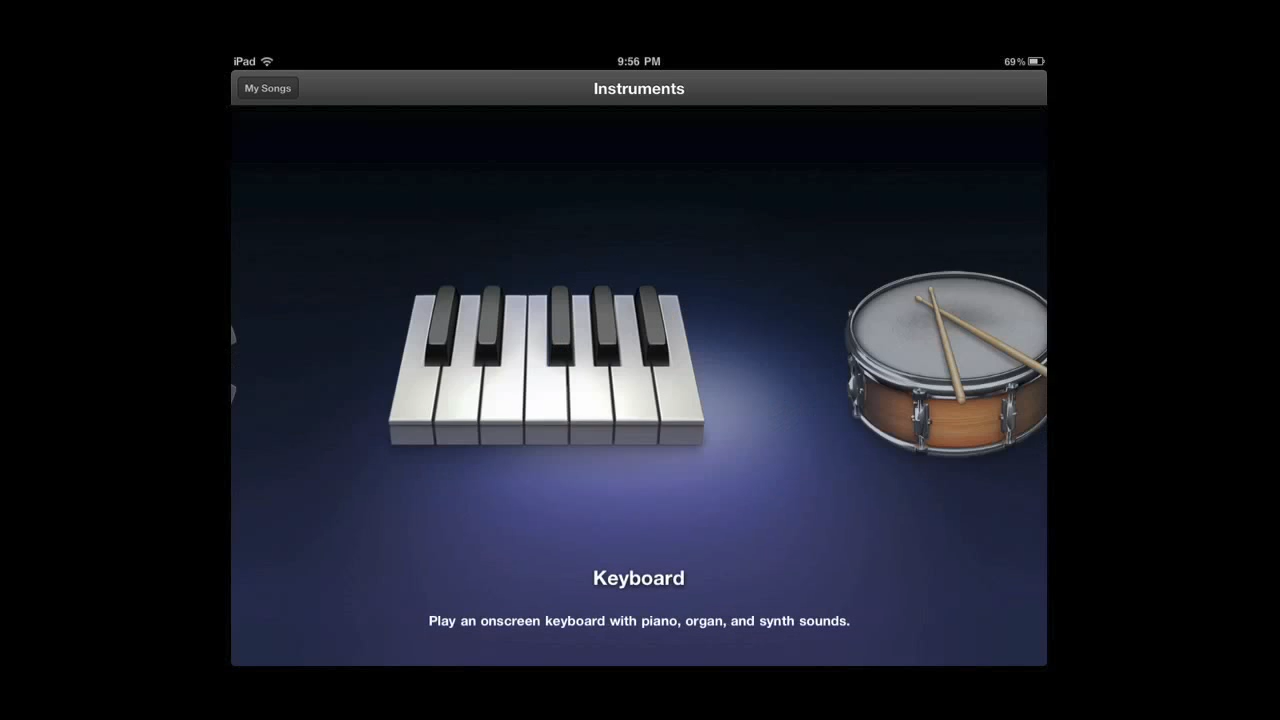 iPad
9:56 PM
69%
My Songs
Instruments
Keyboard
Play an onscreen keyboard with piano, organ, and synth sounds.